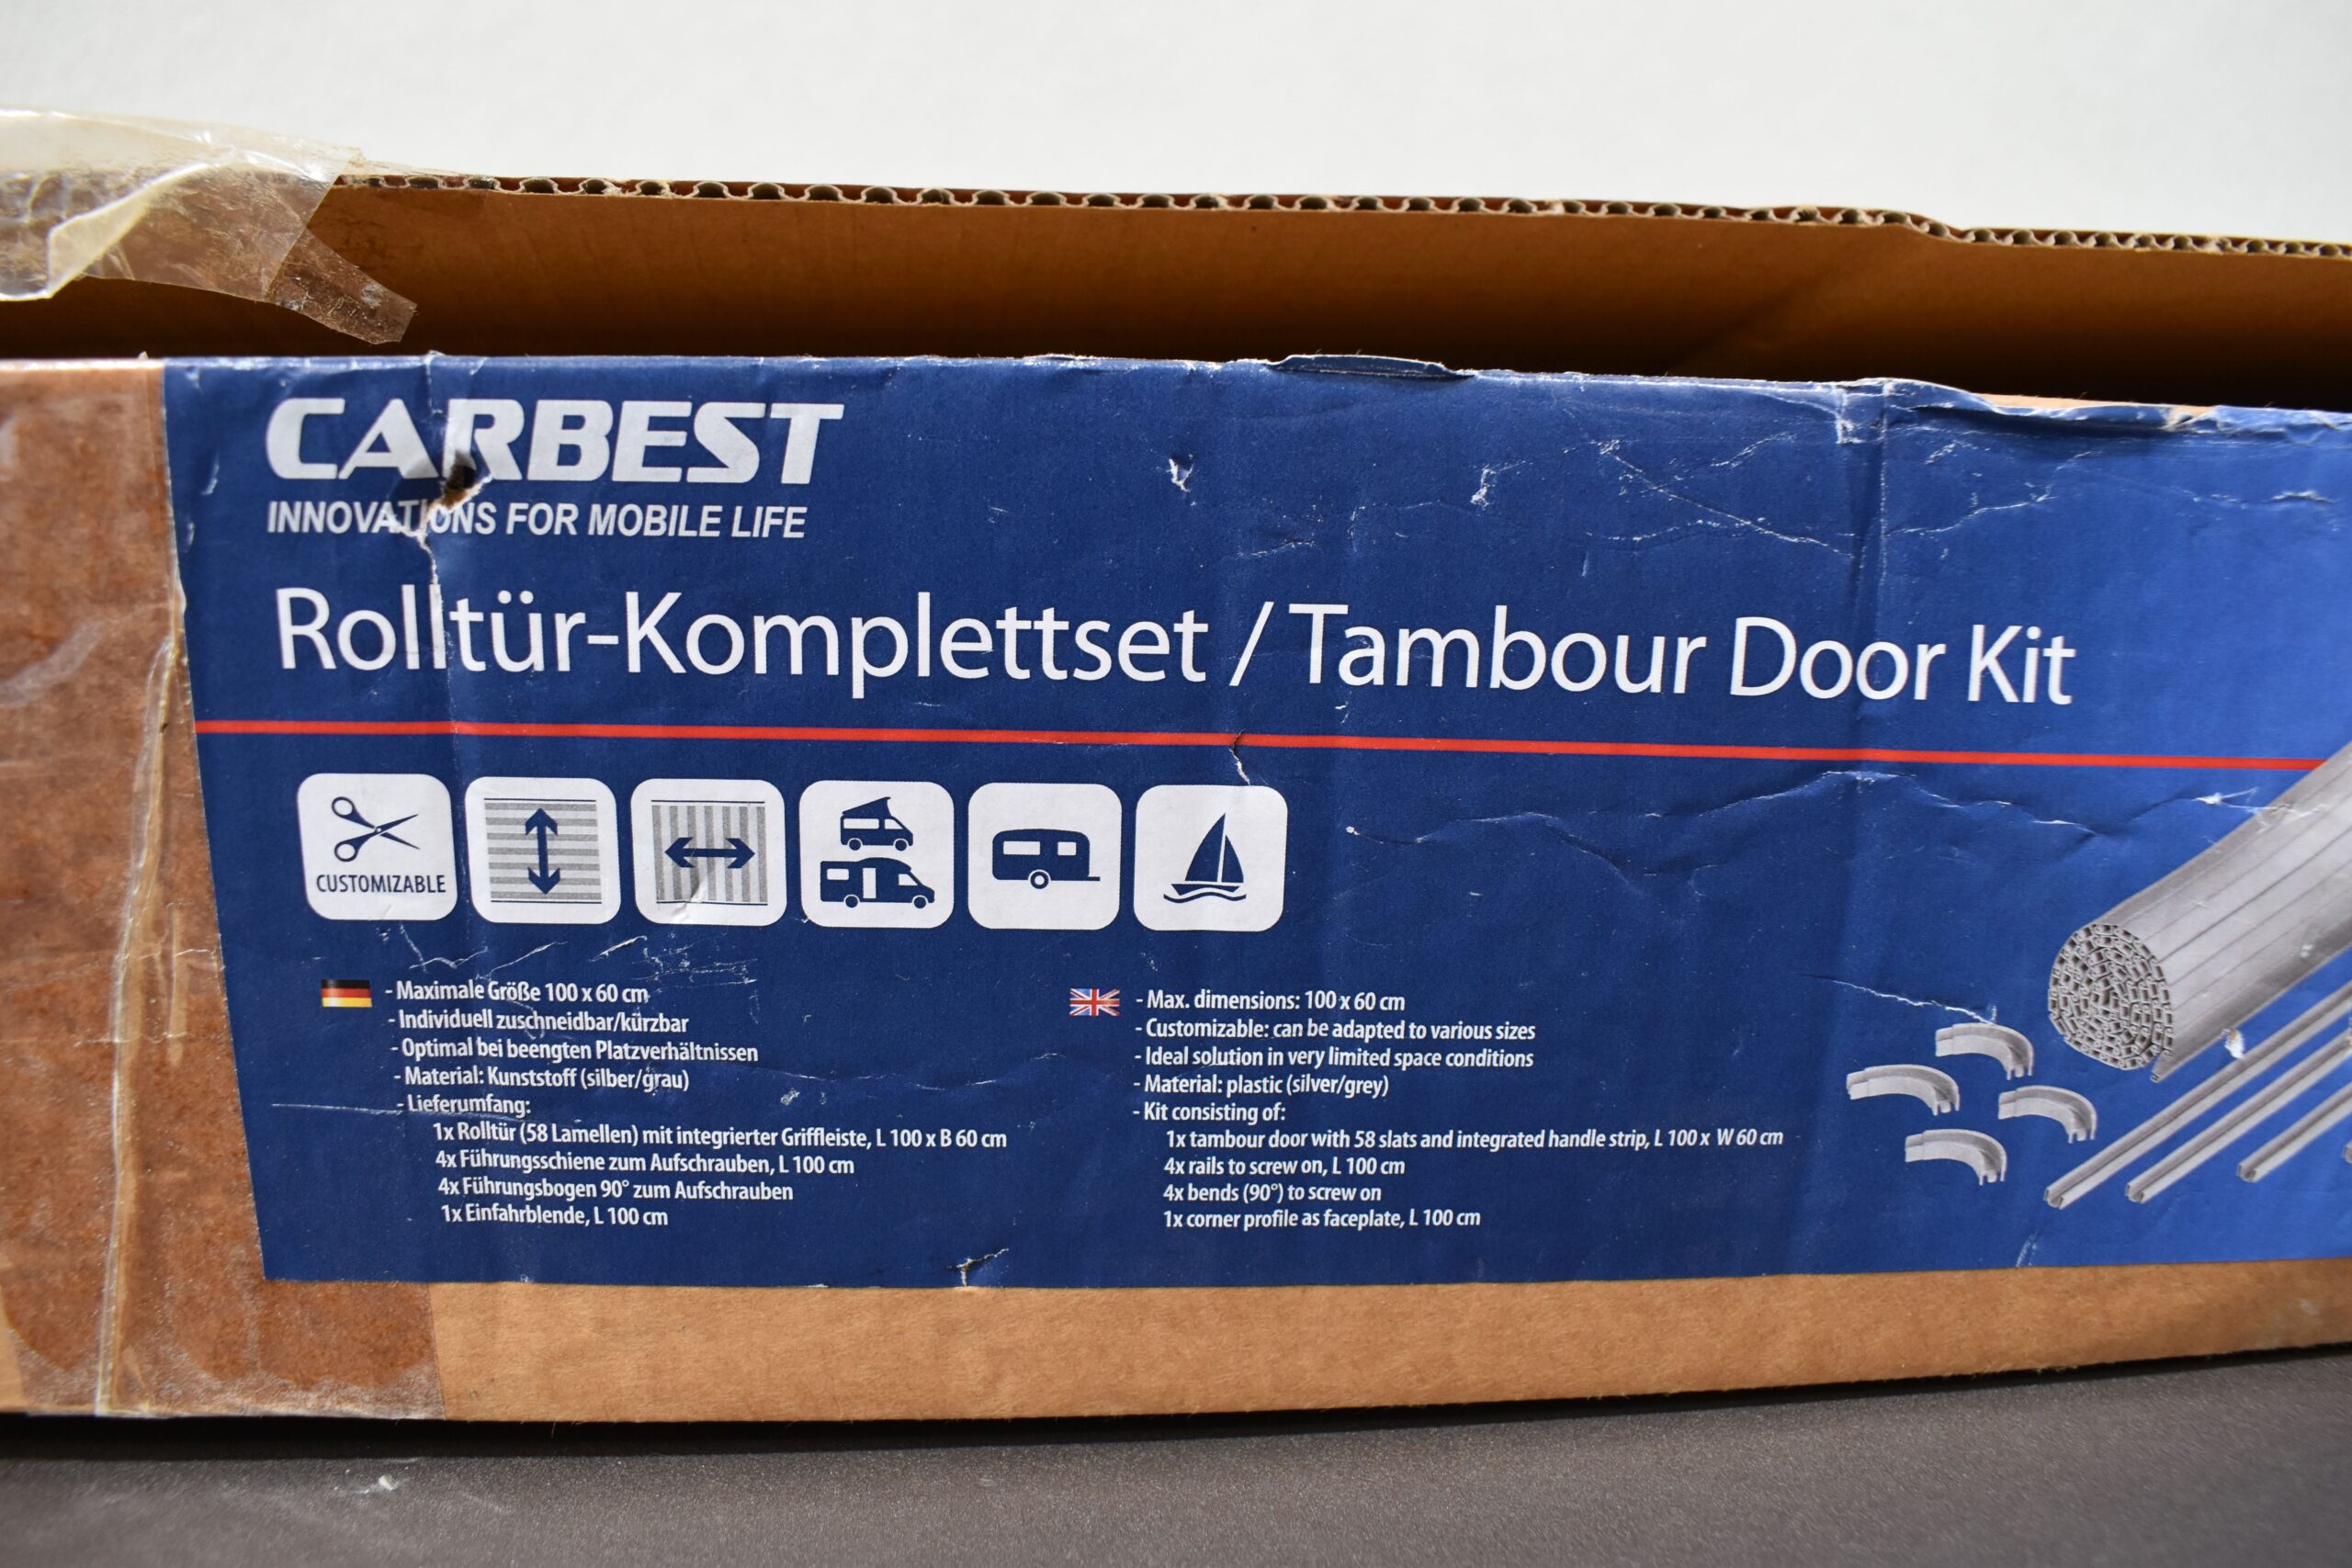 CARBEST
INNOVATIONS FOR MOBILE LIFE
Rolltür-Komplettset / Tambour Door Kit
CUSTOMIZABLE
- Maximale Größe 100 x 60 cm
- Individuell zuschneidbar/kürzbar
- Optimal bei beengten Platzverhältnissen
- Material: Kunststoff (silber/grau)
- Lieferumfang:
1x Rolltür (58 Lamellen) mit integrierter Griffleiste, L 100 x B 60 cm
4x Führungsschiene zum Aufschrauben, L 100 cm
4x Führungsbogen 90° zum Aufschrauben
1x Einfahrblende, L 100 cm
- Max. dimensions: 100 x 60 cm
- Customizable: can be adapted to various sizes
- Ideal solution in very limited space conditions
- Material: plastic (silver/grey)
- Kit consisting of:
1x tambour door with 58 slats and integrated handle strip, L 100 x W 60 cm
4x rails to screw on, L 100 cm
4x bends (90°) to screw on
1x corner profile as faceplate, L 100 cm